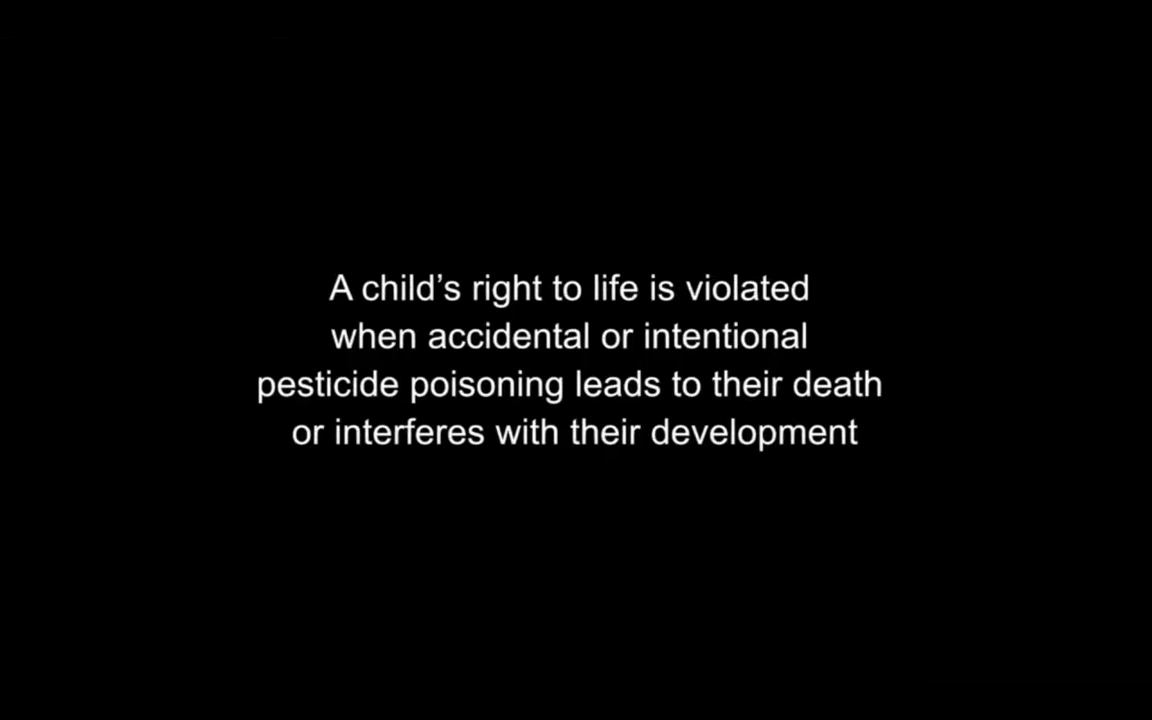 A child’s right to life is violated
when accidental or intentional
pesticide poisoning leads to their death
or interferes with their development